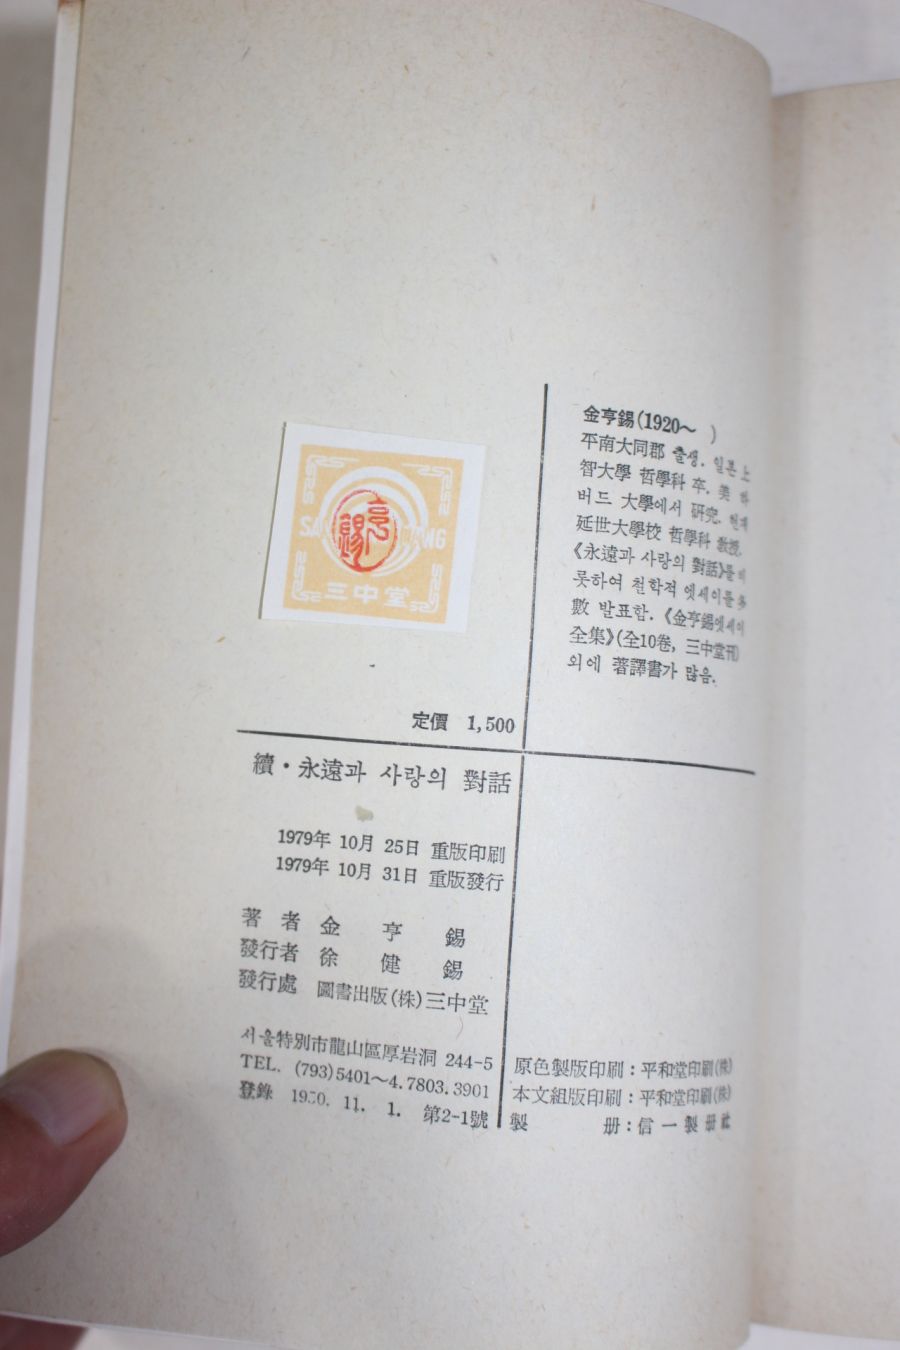 金亨錫(1920~ )
平南大同郡 출생. 일본 上
智大學 哲學科 卒. 美 하
버드 大學에서 研究. 현재
延世大學校 哲學科 敎授.
《永遠과 사랑의 對話》를 비
롯하여 철학적 엣세이를 多
數 발표함. 《金亨錫엣세이
全集》(全10卷, 三中堂刊)
외에 著譯書가 많음.
三中堂
定價 1,500
續·永遠과 사랑의 對話
1979年 10月 25日 重版印刷
1979年 10月 31日 重版發行
著者 金亨錫
發行者 徐健錫
發行處 圖書出版(株)三中堂
서울特別市龍山區厚岩洞 244-5
TEL. (793)5401~4.7803.3901
登錄 11. 1. 第2-1號
原色製版印刷:平和堂印刷(株)
本文組版印刷:平和堂印刷(株)
製册:信一製册社